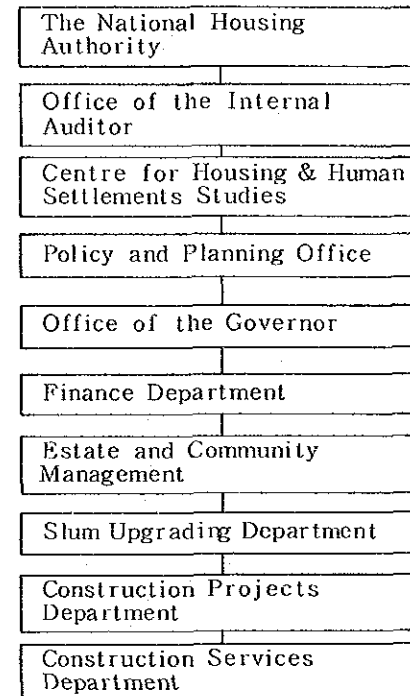 The National Housing
Authority
Office of the Internal
Auditor
Centre for Housing & Human
Settlements Studies
Policy and Planning Office
Office of the Governor
Finance Department
Estate and Community
Management
Slum Upgrading Department
Construction Projects
Department
Construction Services
Department